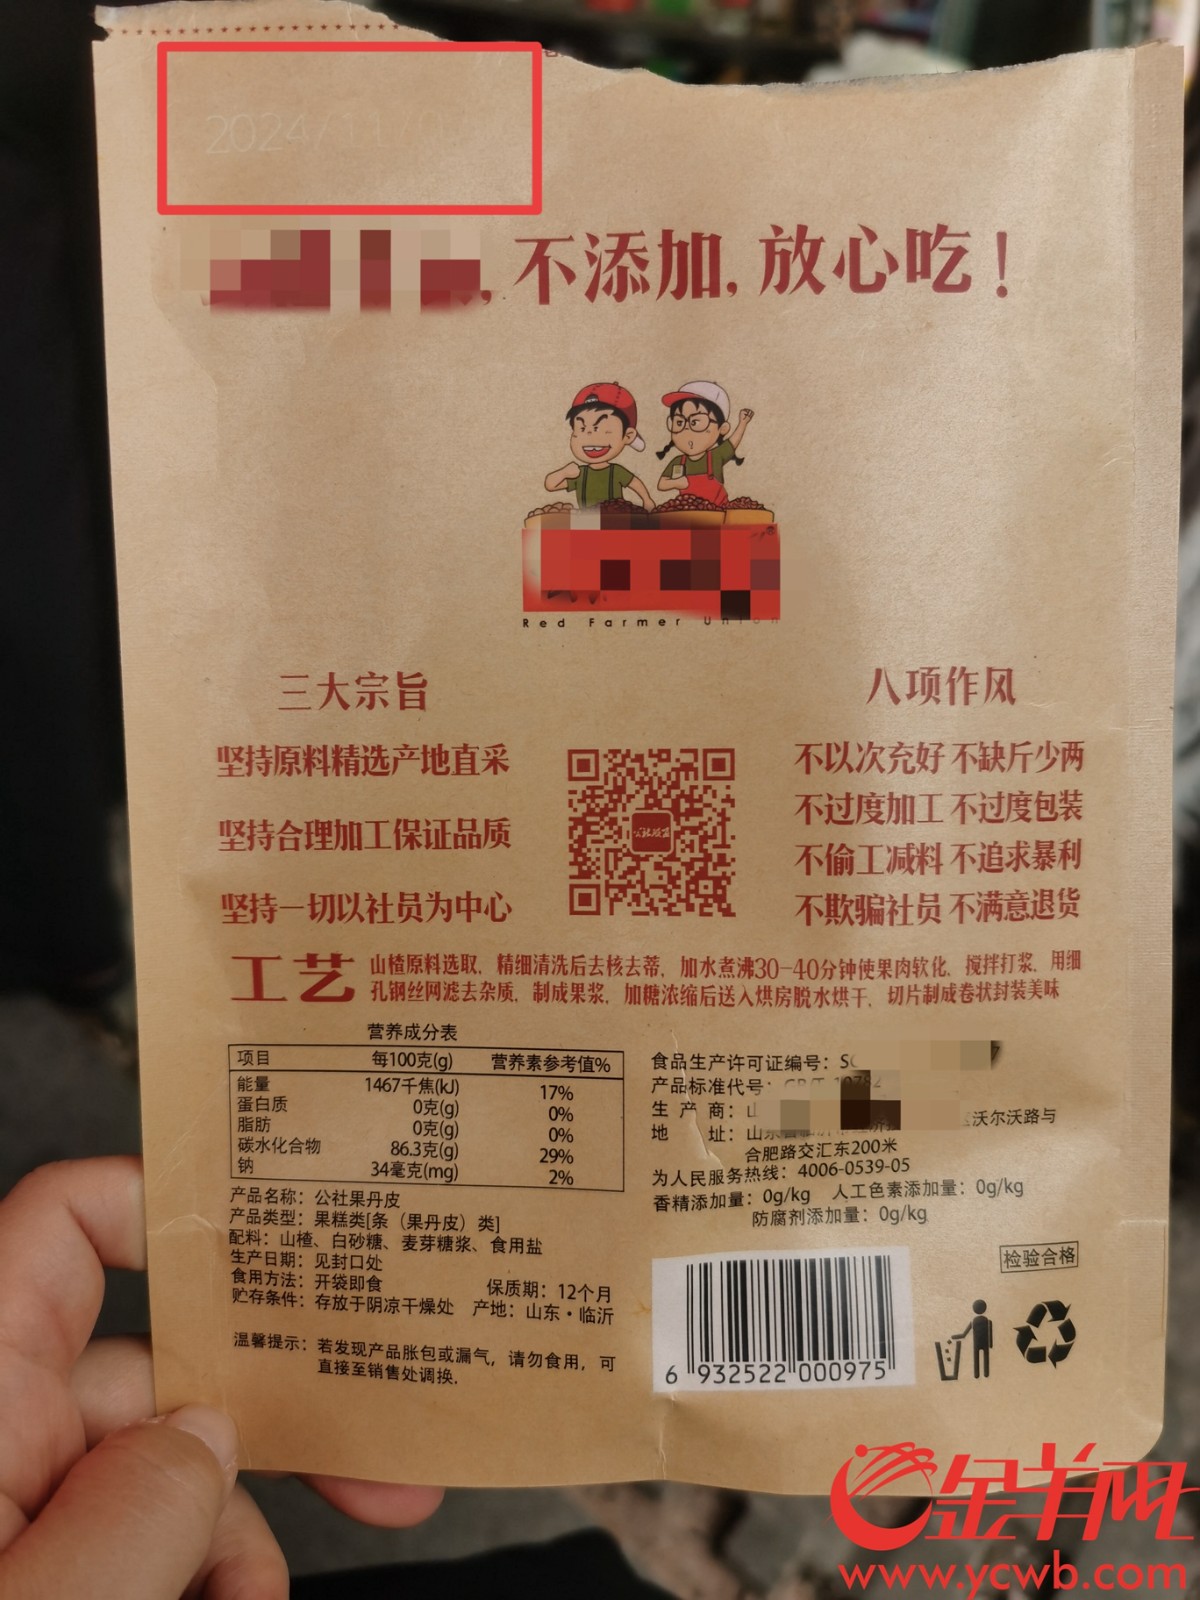 2024/11/0
不添加,放心吃!
Red Farmer Union
三大宗旨
坚持原料精选产地直采
坚持合理加工保证品质
坚持一切以社员为中心
八项作风
不以次充好 不缺斤少两
不过度加工 不过度包装
不偷工减料 不追求暴利
不欺骗社员 不满意退货
工艺
山楂原料选取,精细清洗后去核去蒂,加水煮沸30-40分钟使果肉软化,搅拌打浆,用细
孔钢丝网滤去杂质,制成果浆,加糖浓缩后送入烘房脱水烘干,切片制成卷状封装美味
营养成分表
项目 每100克(g) 营养素参考值%
能量 1467千焦(kJ) 17%
蛋白质 0克(g) 0%
脂肪 0克(g) 0%
碳水化合物 86.3克(g) 29%
钠 34毫克(mg) 2%
产品名称:公社果丹皮
产品类型:果糕类[条(果丹皮)类]
配料:山楂、白砂糖、麦芽糖浆、食用盐
生产日期:见封口处
食用方法:开袋即食 保质期:12个月
贮存条件:存放于阴凉干燥处 产地:山东·临沂
温馨提示:若发现产品胀包或漏气,请勿食用,可
直接至销售处调换.
食品生产许可证编号:SC
产品标准代号:GB/T 10782
生产商:山
地址:山东省临沂市 沃尔沃路与
合肥路交汇东200米
为人民服务热线:4006-0539-05
香精添加量:0g/kg 人工色素添加量:0g/kg
防腐剂添加量:0g/kg
检验合格
6 932522 000975
金羊网
www.ycwb.com